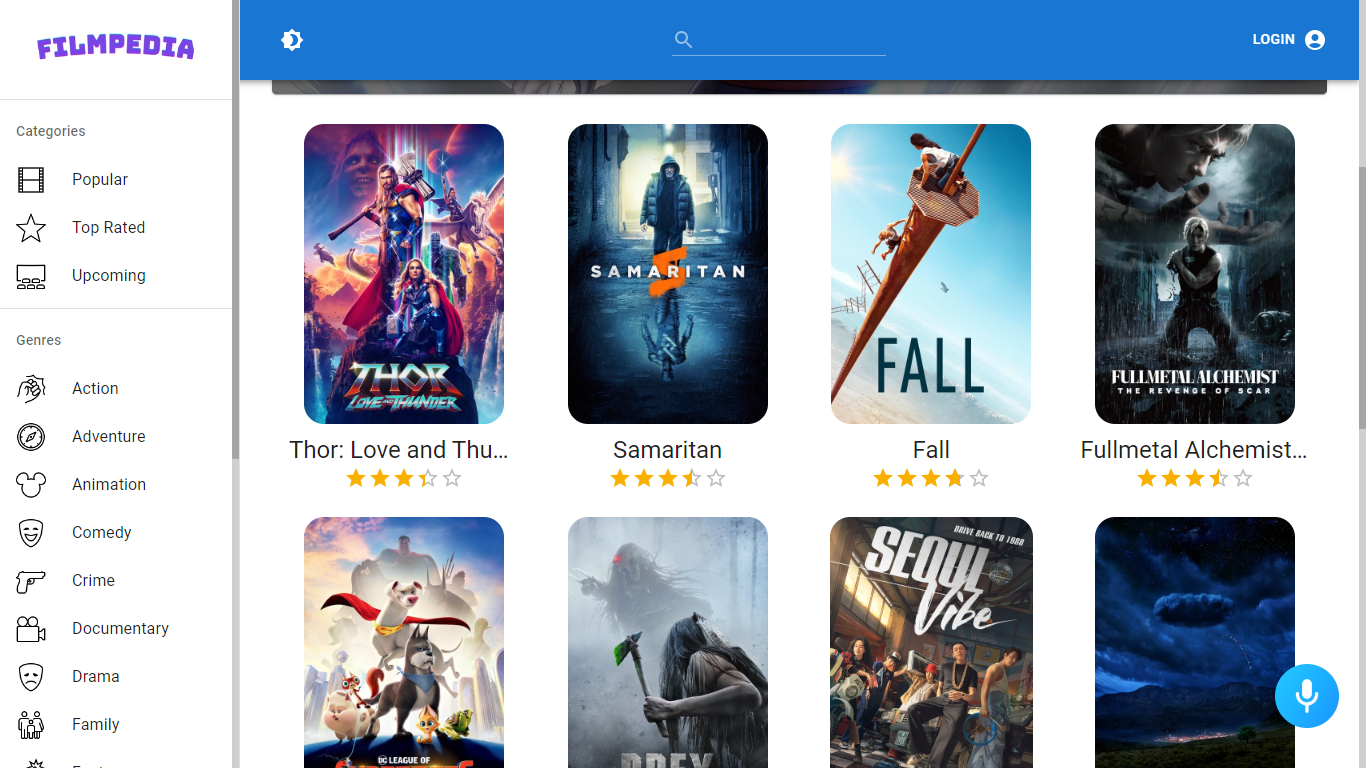 FILMPEDIA
LOGIN
Categories
Popular
Top Rated
Upcoming
Genres
Action
Adventure
Animation
Comedy
Crime
Documentary
Drama
Family
THOR
LOVE AND THUNDER
SAMARITAN
FALL
FULLMETAL ALCHEMIST
THE REVENGE OF SCAR
Thor: Love and Thu...
Samaritan
Fall
Fullmetal Alchemist...
DC LEAGUE OF
PREY
DRIVE BACK TO 1988
SEOUL
Vibe